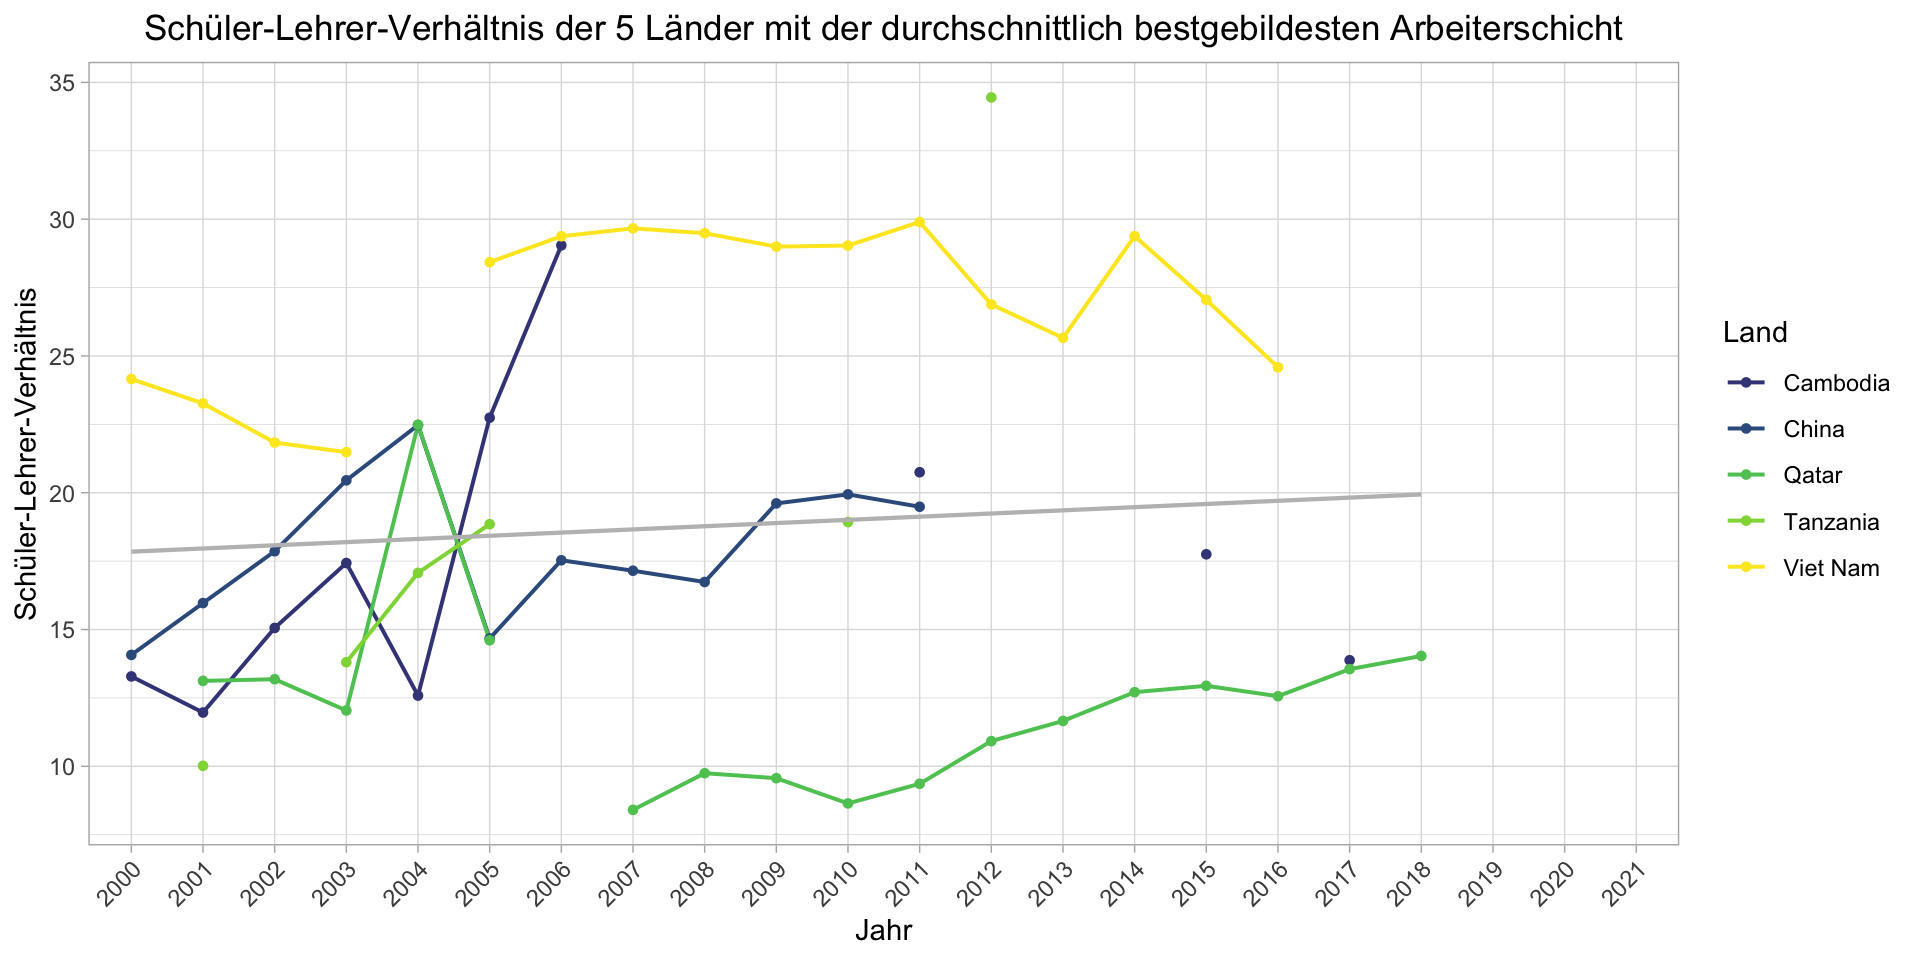 Schüler-Lehrer-Verhältnis der 5 Länder mit der durchschnittlich bestgebildesten Arbeiterschicht
Schüler-Lehrer-Verhältnis
35
30
25
20
15
10
2000 2001 2002 2003 2004 2005 2006 2007 2008 2009 2010 2011 2012 2013 2014 2015 2016 2017 2018 2019 2020 2021
Jahr
Land
Cambodia
China
Qatar
Tanzania
Viet Nam